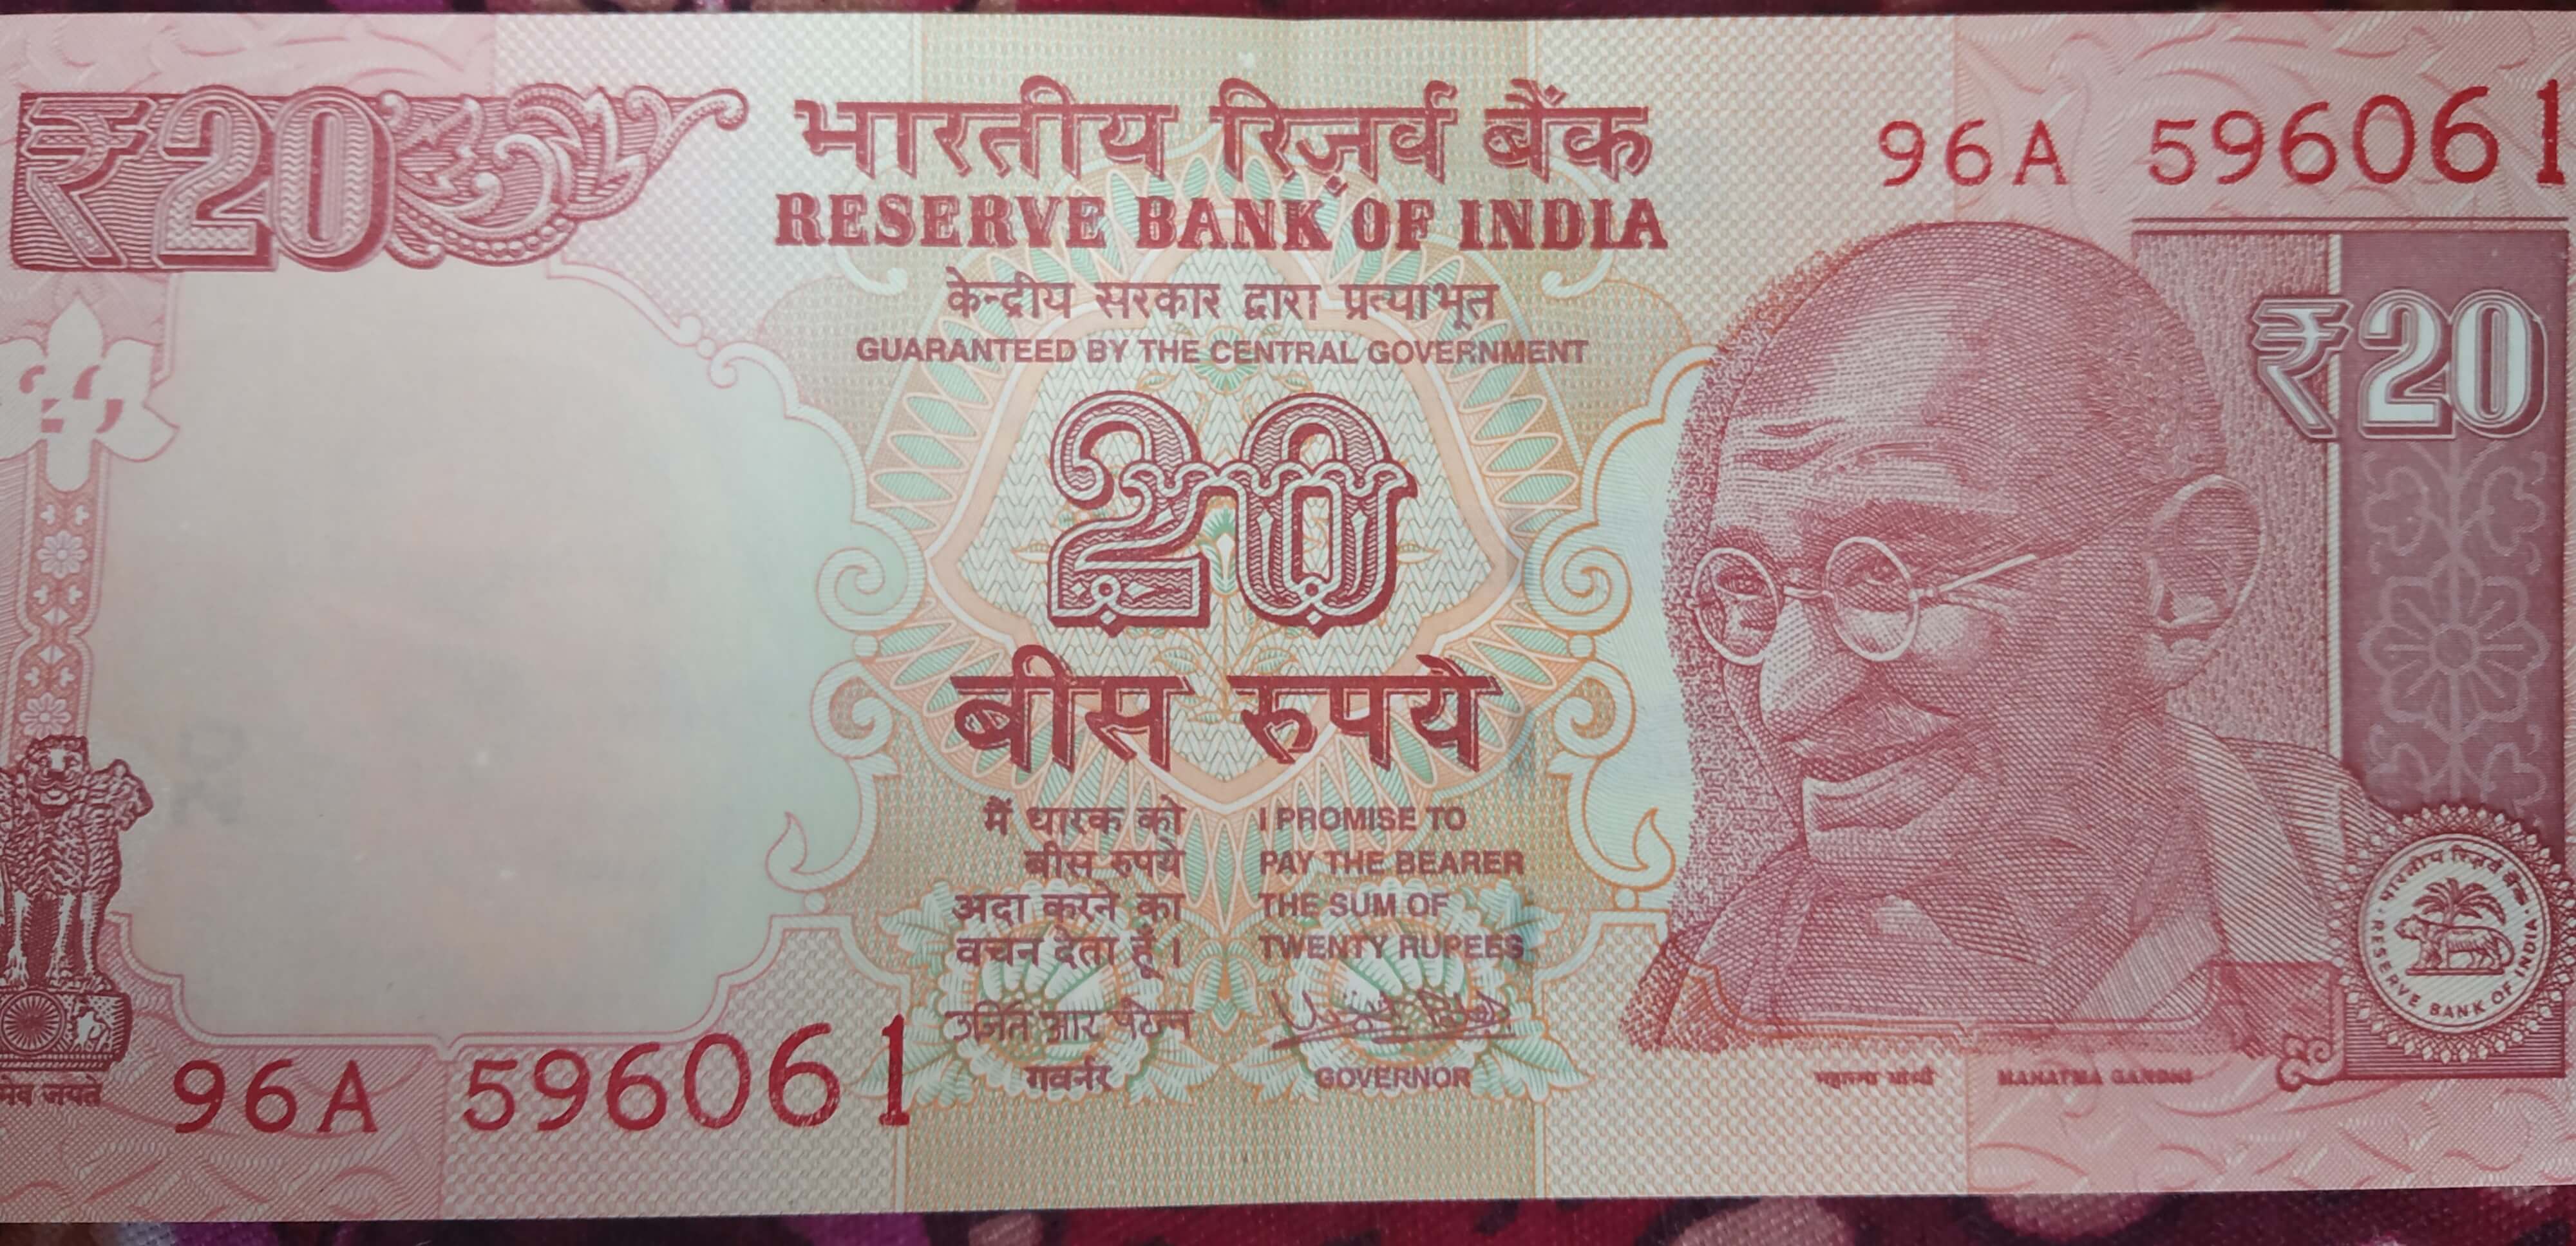 ₹20
भारतीय रिज़र्व बैंक
RESERVE BANK OF INDIA
96A 596061
केन्द्रीय सरकार द्वारा प्रत्याभूत
GUARANTEED BY THE CENTRAL GOVERNMENT
₹20
20
बीस रुपये
मैं धारक को
बीस रुपये
अदा करने का
वचन देता हूँ।
I PROMISE TO
PAY THE BEARER
THE SUM OF
TWENTY RUPEES
उर्जित आर पटेल
गवर्नर
GOVERNOR
महात्मा गांधी
MAHATMA GANDHI
भारतीय रिज़र्व बैंक
RESERVE BANK OF INDIA
जयते
96A 596061